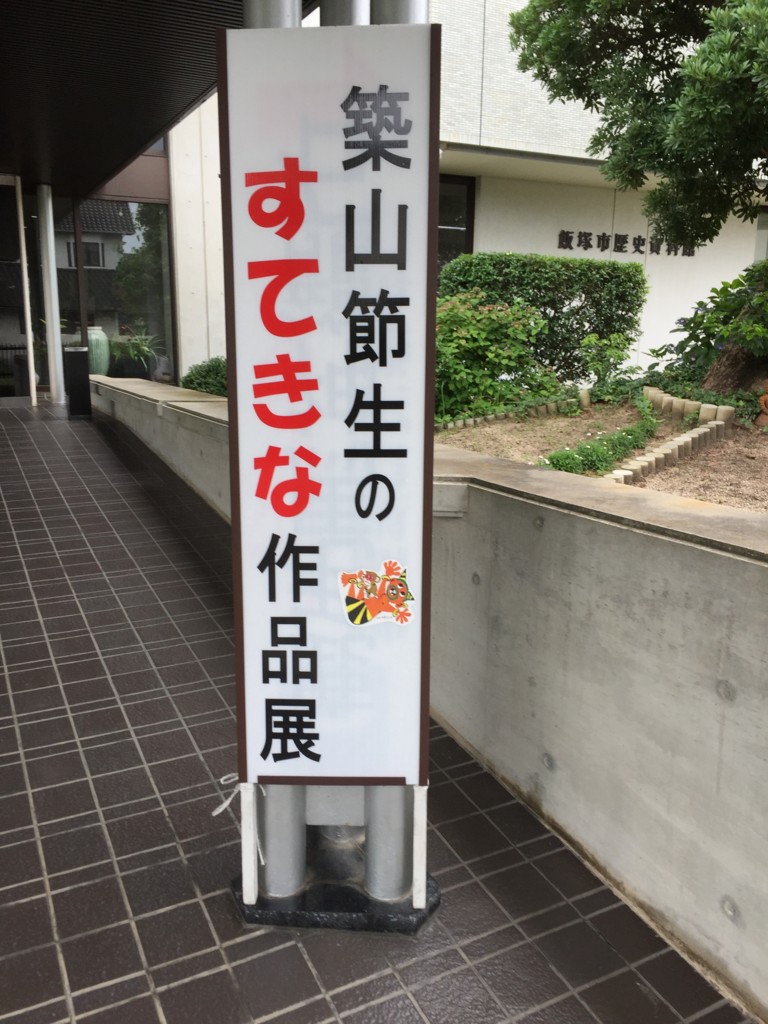 築山節生の
すてきな作品展
飯塚市歴史資料館